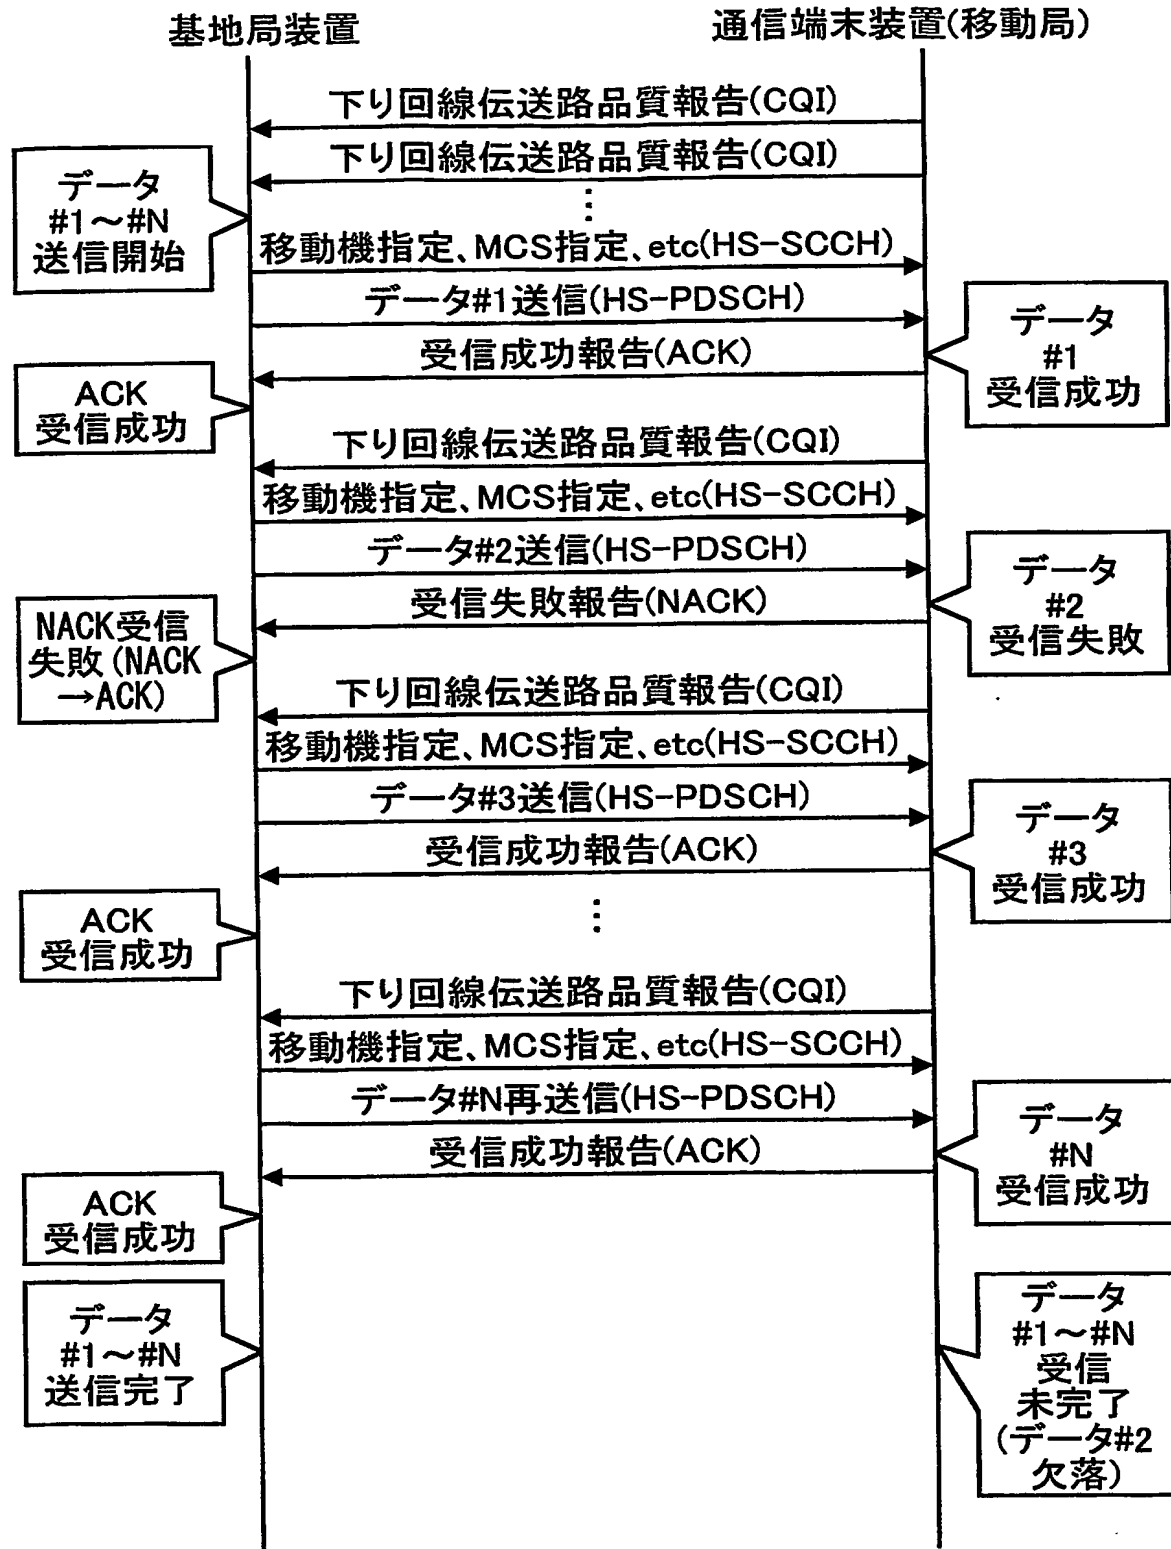 基地局装置
通信端末装置(移動局)
下り回線伝送路品質報告(CQI)
下り回線伝送路品質報告(CQI)
データ
#1～#N
送信開始
⋮
移動機指定、MCS指定、etc(HS-SCCH)
データ#1送信(HS-PDSCH)
データ
#1
受信成功
受信成功報告(ACK)
ACK
受信成功
下り回線伝送路品質報告(CQI)
移動機指定、MCS指定、etc(HS-SCCH)
データ#2送信(HS-PDSCH)
データ
#2
受信失敗
受信失敗報告(NACK)
NACK受信
失敗(NACK
→ACK)
下り回線伝送路品質報告(CQI)
移動機指定、MCS指定、etc(HS-SCCH)
データ#3送信(HS-PDSCH)
データ
#3
受信成功
受信成功報告(ACK)
ACK
受信成功
⋮
下り回線伝送路品質報告(CQI)
移動機指定、MCS指定、etc(HS-SCCH)
データ#N再送信(HS-PDSCH)
データ
#N
受信成功
受信成功報告(ACK)
ACK
受信成功
データ
#1～#N
送信完了
データ
#1～#N
受信
未完了
(データ#2
欠落)